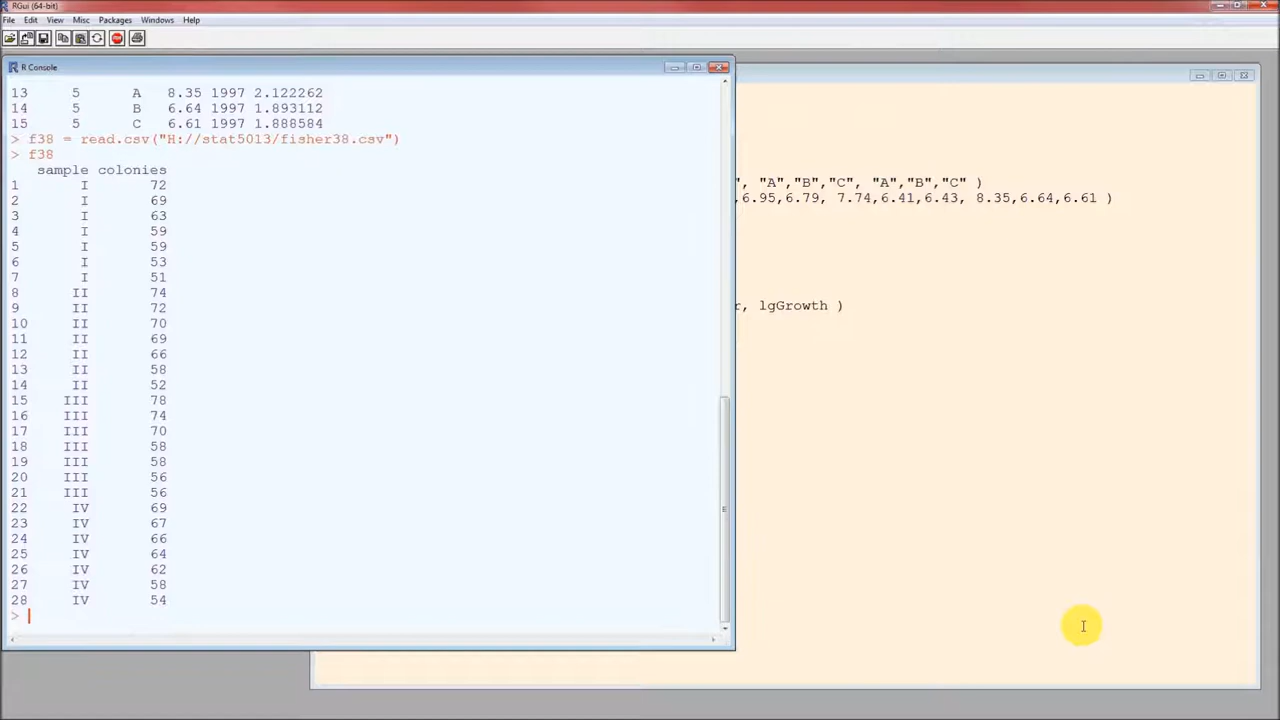 RGui (64-bit)
File Edit View Misc Packages Windows Help
R Console
13 5 A 8.35 1997 2.122262
14 5 B 6.64 1997 1.893112
15 5 C 6.61 1997 1.888584
> f38 = read.csv("H://stat5013/fisher38.csv")
> f38
sample colonies
1 I 72
2 I 69
3 I 63
4 I 59
5 I 59
6 I 53
7 I 51
8 II 74
9 II 72
10 II 70
11 II 69
12 II 66
13 II 58
14 II 52
15 III 78
16 III 74
17 III 70
18 III 58
19 III 58
20 III 56
21 III 56
22 IV 69
23 IV 67
24 IV 66
25 IV 64
26 IV 62
27 IV 58
28 IV 54
>
", "A","B","C", "A","B","C" )
,6.95,6.79, 7.74,6.41,6.43, 8.35,6.64,6.61 )
r, lgGrowth )